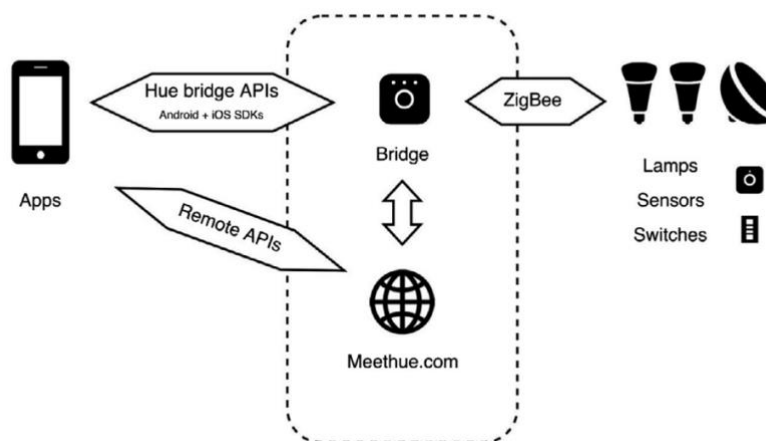 Hue bridge APIs
Android + iOS SDKs
ZigBee
Bridge
Apps
Remote APIs
Lamps
Sensors
Switches
Meethue.com